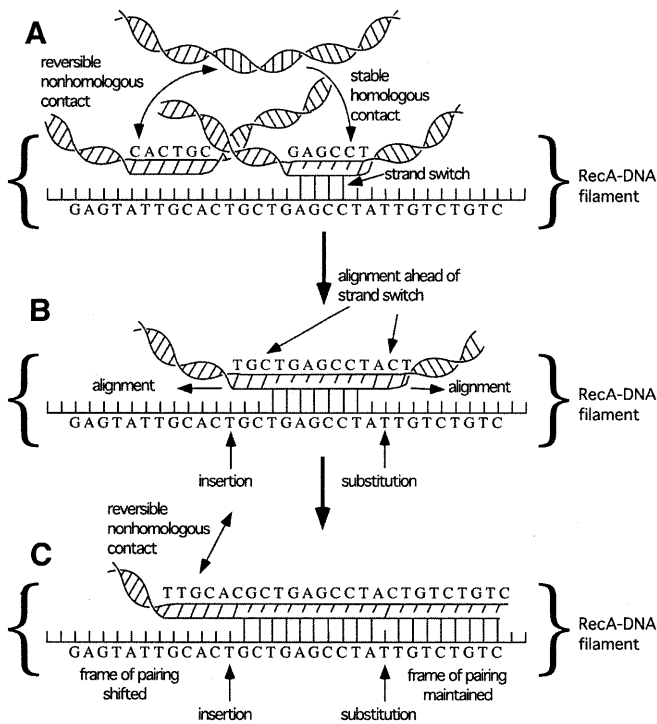 A
reversible
nonhomologous
contact
stable
homologous
contact
CACTGC
GAGCCT
strand switch
RecA-DNA
filament
GAGTATTGCACTGCTGAGCCTATTGTCTGTC
alignment ahead of
strand switch
B
TGCTGAGCCTACT
alignment
alignment
RecA-DNA
filament
GAGTATTGCACTGCTGAGCCTATTGTCTGTC
insertion
substitution
reversible
nonhomologous
contact
C
TTGCACGCTGAGCCTACTGTCTGTC
RecA-DNA
filament
GAGTATTGCACTGCTGAGCCTATTGTCTGTC
frame of pairing
shifted
frame of pairing
maintained
insertion
substitution